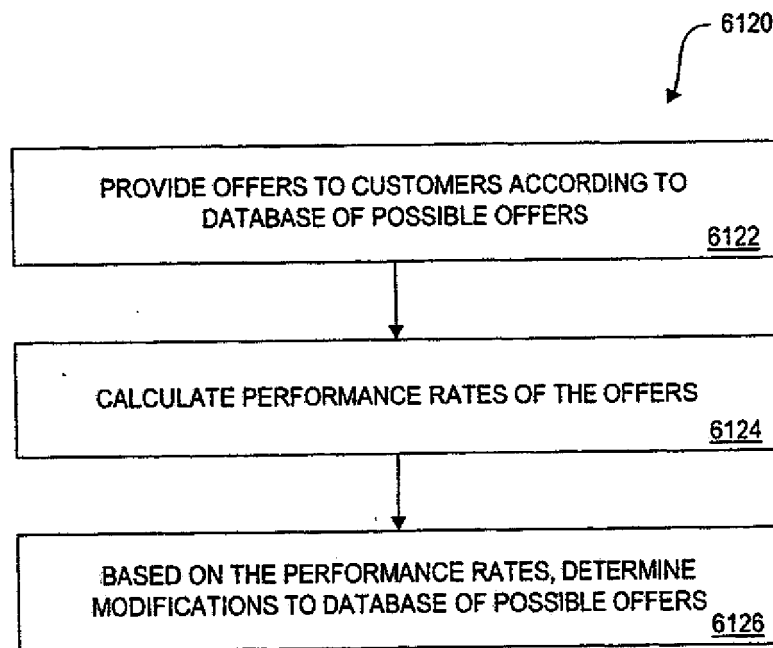 6120
PROVIDE OFFERS TO CUSTOMERS ACCORDING TO
DATABASE OF POSSIBLE OFFERS
6122
CALCULATE PERFORMANCE RATES OF THE OFFERS
6124
BASED ON THE PERFORMANCE RATES, DETERMINE
MODIFICATIONS TO DATABASE OF POSSIBLE OFFERS
6126